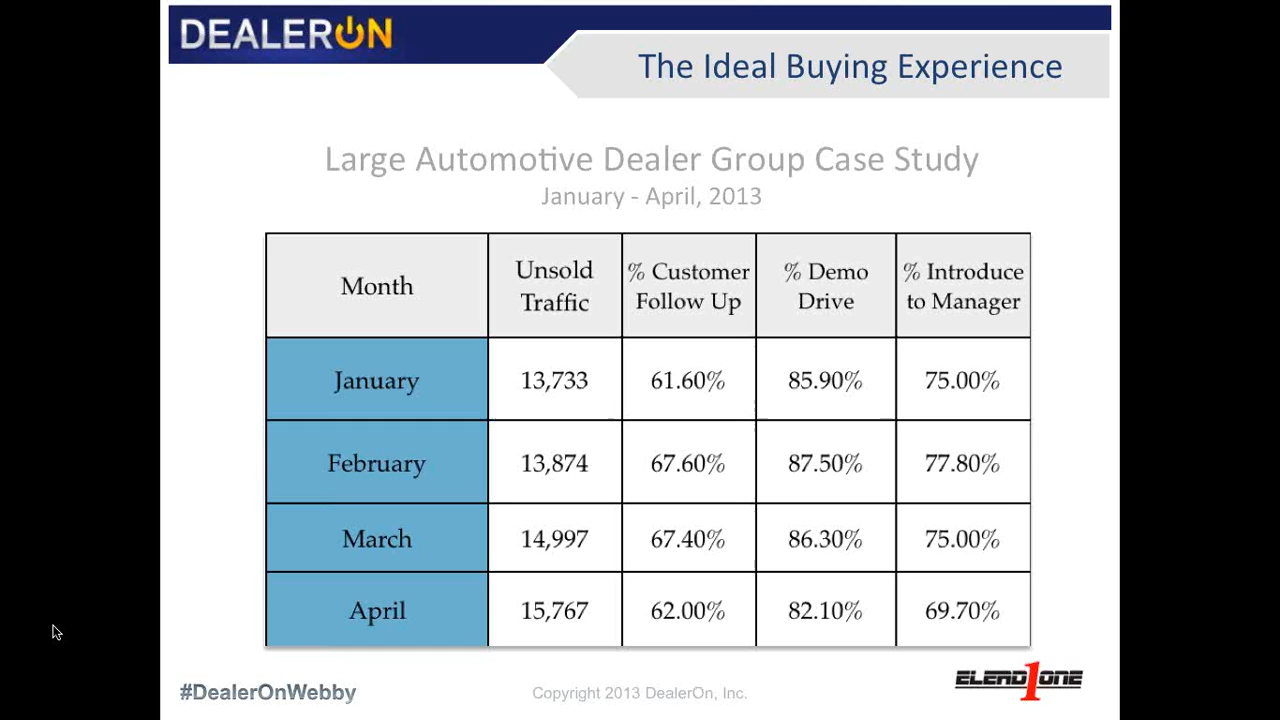 DEALERON
The Ideal Buying Experience
Large Automotive Dealer Group Case Study
January - April, 2013
Month Unsold Traffic % Customer Follow Up % Demo Drive % Introduce to Manager
January 13,733 61.60% 85.90% 75.00%
February 13,874 67.60% 87.50% 77.80%
March 14,997 67.40% 86.30% 75.00%
April 15,767 62.00% 82.10% 69.70%
#DealerOnWebby
Copyright 2013 DealerOn, Inc.
ELEAD1ONE